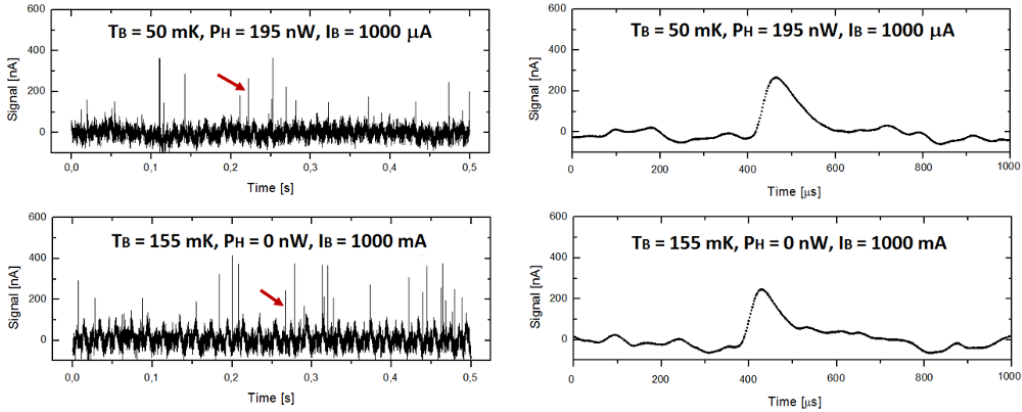 TB = 50 mK, PH = 195 nW, IB = 1000 µA
600
400
200
0
Signal [nA]
0,0 0,1 0,2 0,3 0,4 0,5
Time [s]
TB = 50 mK, PH = 195 nW, IB = 1000 µA
600
400
200
0
Signal [nA]
0 200 400 600 800 1000
Time [µs]
TB = 155 mK, PH = 0 nW, IB = 1000 mA
600
400
200
0
Signal [nA]
0,0 0,1 0,2 0,3 0,4 0,5
Time [s]
TB = 155 mK, PH = 0 nW, IB = 1000 mA
600
400
200
0
Signal [nA]
0 200 400 600 800 1000
Time [µs]